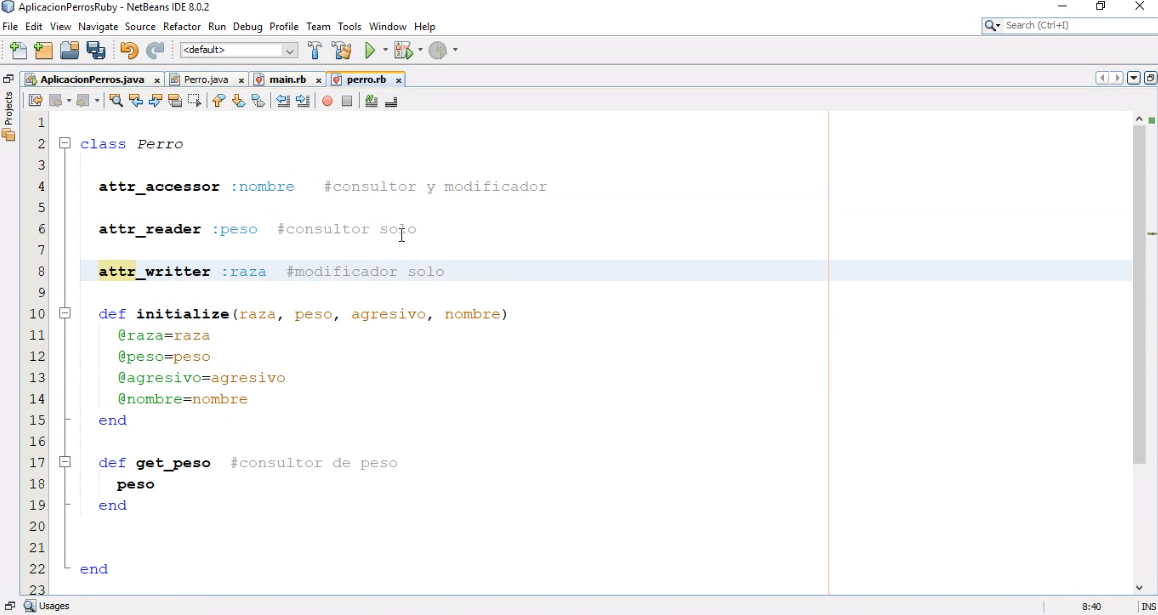 AplicacionPerrosRuby - NetBeans IDE 8.0.2
File Edit View Navigate Source Refactor Run Debug Profile Team Tools Window Help
Search (Ctrl+I)
<default>
AplicacionPerros.java Perro.java main.rb perro.rb
Projects
1
2 class Perro
3
4 attr_accessor :nombre #consultor y modificador
5
6 attr_reader :peso #consultor solo
7
8 attr_writter :raza #modificador solo
9
10 def initialize(raza, peso, agresivo, nombre)
11 @raza=raza
12 @peso=peso
13 @agresivo=agresivo
14 @nombre=nombre
15 end
16
17 def get_peso #consultor de peso
18 peso
19 end
20
21
22 end
23
Usages
8:40 INS